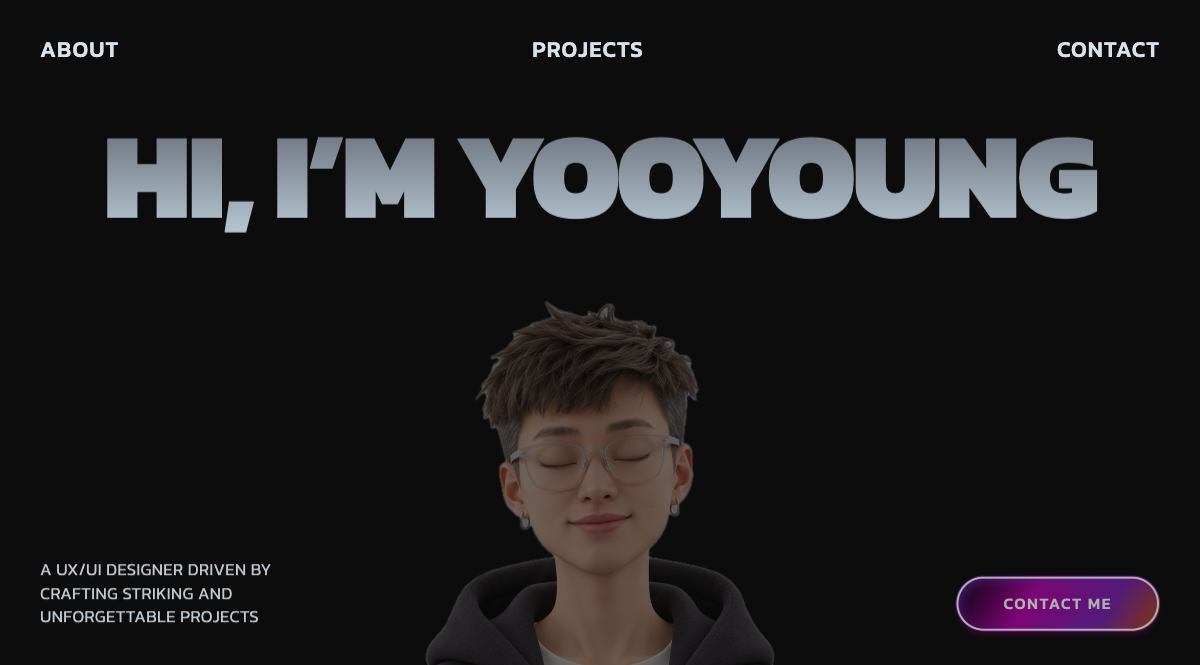 ABOUT
PROJECTS
CONTACT
HI, I’M YOOYOUNG
A UX/UI DESIGNER DRIVEN BY
CRAFTING STRIKING AND
UNFORGETTABLE PROJECTS
CONTACT ME